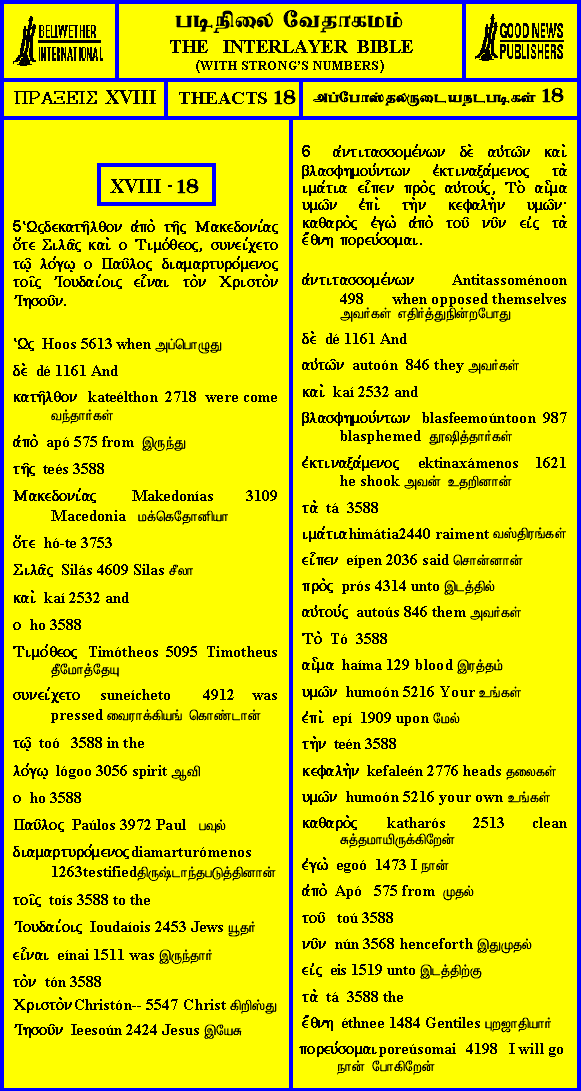 BELLWETHER
INTERNATIONAL
படிநிலை வேதாகமம்
THE INTERLAYER BIBLE
(WITH STRONG'S NUMBERS)
GOOD NEWS
PUBLISHERS
ΠΡΑΞΕΙΣ XVIII
THEACTS 18
அப்போஸ்தலருடையநடபடிகள் 18
XVIII - 18
5 Ὡςδεκατῆλθον ἀπὸ τῆς Μακεδονίας
ὅτε Σιλᾶς καὶ ο Τιμόθεος, συνείχετο
τῷ λόγῳ ο Παῦλος διαμαρτυρόμενος
τοῖς Ἰουδαίοις εἶναι τὸν Χριστὸν
Ἰησοῦν.
Ὡς Hoos 5613 when அப்பொழுது
δὲ dé 1161 And
κατῆλθον kateélthon 2718 were come
வந்தார்கள்
ἀπὸ apó 575 from இருந்து
τῆς teés 3588
Μακεδονίας Makedonías 3109
Macedonia மக்கெதோனியா
ὅτε hó-te 3753
Σιλᾶς Silás 4609 Silas சீலா
καὶ kaí 2532 and
ο ho 3588
Τιμόθεος Timótheos 5095 Timotheus
தீமோத்தேயு
συνείχετο suneícheto 4912 was
pressed வைராக்கியங் கொண்டான்
τῷ toó 3588 in the
λόγῳ lógoo 3056 spirit ஆவி
ο ho 3588
Παῦλος Paúlos 3972 Paul பவுல்
διαμαρτυρόμενος diamarturómenos
1263testifiedதிருஷ்டாந்தபடுத்தினான்
τοῖς toís 3588 to the
Ἰουδαίοις Ioudaíois 2453 Jews யூதர்
εἶναι eínai 1511 was இருந்தார்
τὸν tón 3588
Χριστὸν Christón-- 5547 Christ கிறிஸ்து
Ἰησοῦν Ieesoún 2424 Jesus இயேசு
6 ἀντιτασσομένων δὲ αὐτῶν καὶ
βλασφημούντων ἐκτιναξάμενος τὰ
ιμάτια εἶπεν πρὸς αὐτούς, Τὸ αἷμα
υμῶν ἐπὶ τὴν κεφαλὴν υμῶν·
καθαρὸς ἐγὼ ἀπὸ τοῦ νῦν εἰς τὰ
ἔθνη πορεύσομαι..
ἀντιτασσομένων Antitassoménoon
498 when opposed themselves
அவர்கள் எதிர்த்துநின்றபோது
δὲ dé 1161 And
αὐτῶν autoón 846 they அவர்கள்
καὶ kaí 2532 and
βλασφημούντων blasfeemoúntoon 987
blasphemed தூஷித்தார்கள்
ἐκτιναξάμενος ektinaxámenos 1621
he shook அவன் உதறினான்
τὰ tá 3588
ιμάτια himátia2440 raiment வஸ்திரங்கள்
εἶπεν eípen 2036 said சொன்னான்
πρὸς prós 4314 unto இடத்தில்
αὐτούς autoús 846 them அவர்கள்
Τὸ Tó 3588
αἷμα haíma 129 blood இரத்தம்
υμῶν humoón 5216 Your உங்கள்
ἐπὶ epí 1909 upon மேல்
τὴν teén 3588
κεφαλὴν kefaleén 2776 heads தலைகள்
υμῶν humoón 5216 your own உங்கள்
καθαρὸς katharós 2513 clean
சுத்தமாயிருக்கிறேன்
ἐγὼ egoó 1473 I நான்
ἀπὸ Apó 575 from முதல்
τοῦ toú 3588
νῦν nún 3568 henceforth இதுமுதல்
εἰς eis 1519 unto இடத்திற்கு
τὰ tá 3588 the
ἔθνη éthnee 1484 Gentiles புறஜாதியார்
πορεύσομαι poreúsomai 4198 I will go
நான் போகிறேன்